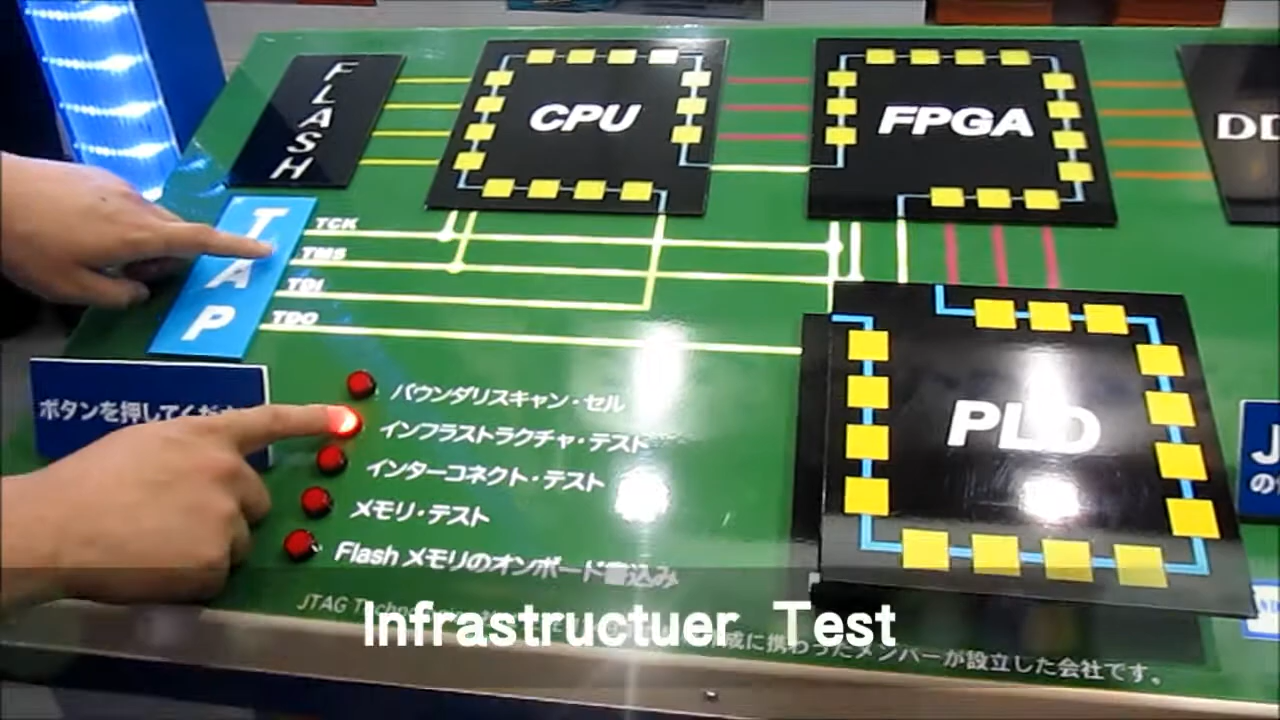 FLASH
CPU
FPGA
TAP
TCK
TMS
TDI
TDO
PLD
ボタンを押して
バウンダリスキャン・セル
インフラストラクチャ・テスト
インターコネクト・テスト
メモリ・テスト
Flash メモリのオンボード書込み
JTAG
に携わったメンバーが設立した会社です。
Infrastructuer Test